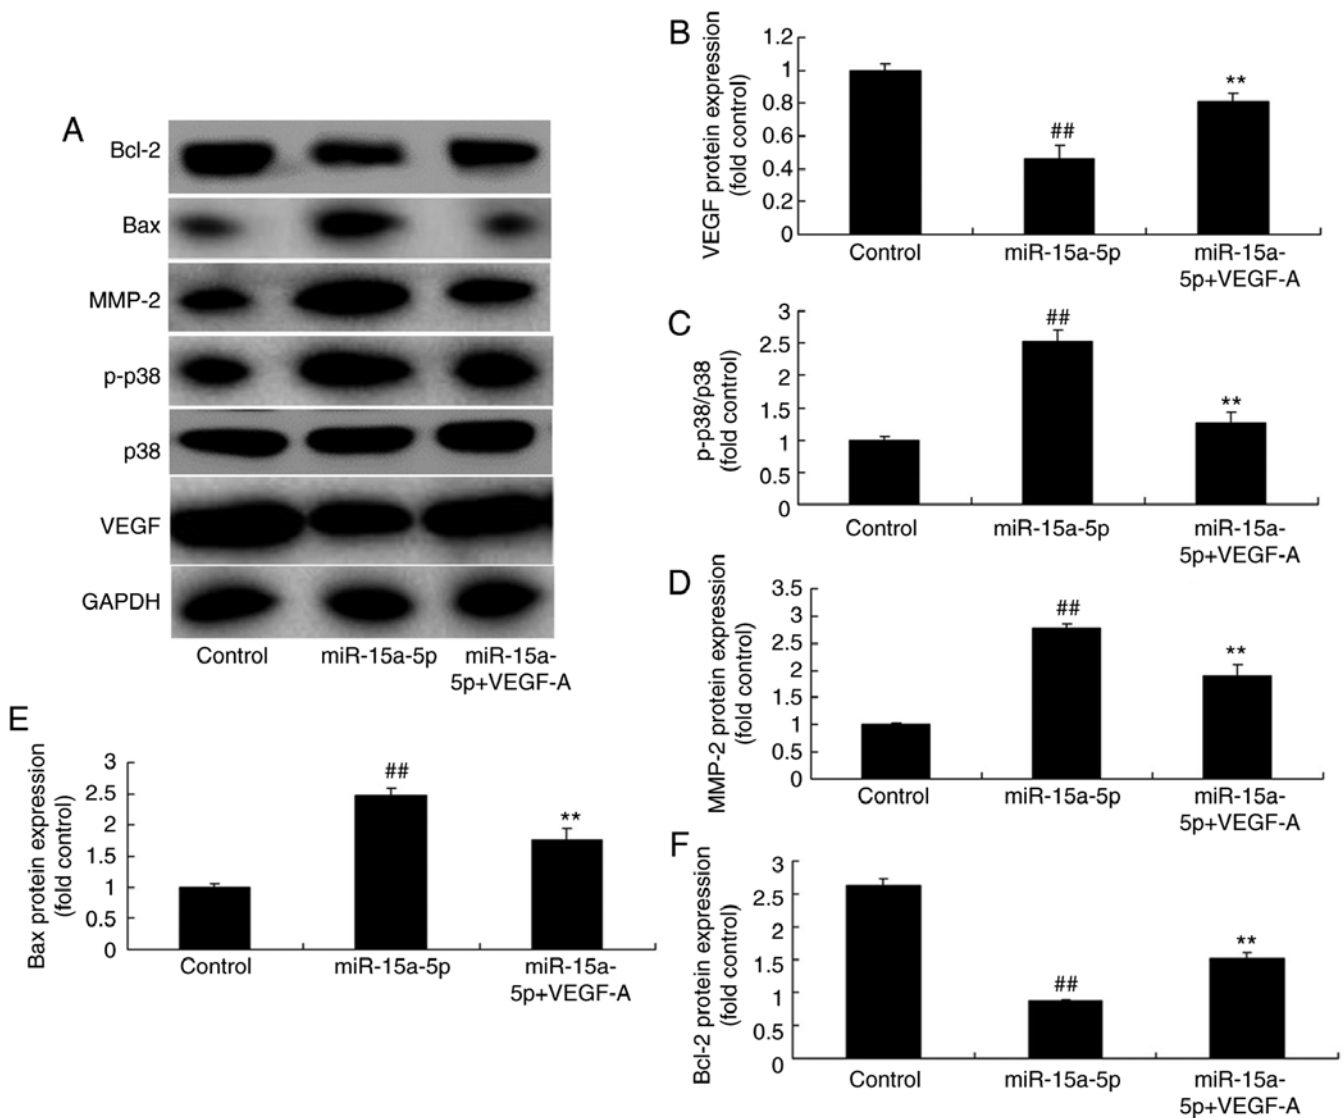 A
Bcl-2
Bax
MMP-2
p-p38
p38
VEGF
GAPDH
Control
miR-15a-5p
miR-15a-
5p+VEGF-A
B
VEGF protein expression
(fold control)
1.2
1
0.8
0.6
0.4
0.2
0
##
**
Control
miR-15a-5p
miR-15a-
5p+VEGF-A
C
p-p38/p38
(fold control)
3
2.5
2
1.5
1
0.5
0
##
**
Control
miR-15a-5p
miR-15a-
5p+VEGF-A
D
MMP-2 protein expression
(fold control)
3.5
3
2.5
2
1.5
1
0.5
0
##
**
Control
miR-15a-5p
miR-15a-
5p+VEGF-A
E
Bax protein expression
(fold control)
3
2.5
2
1.5
1
0.5
0
##
**
Control
miR-15a-5p
miR-15a-
5p+VEGF-A
F
Bcl-2 protein expression
(fold control)
3
2.5
2
1.5
1
0.5
0
##
**
Control
miR-15a-5p
miR-15a-
5p+VEGF-A